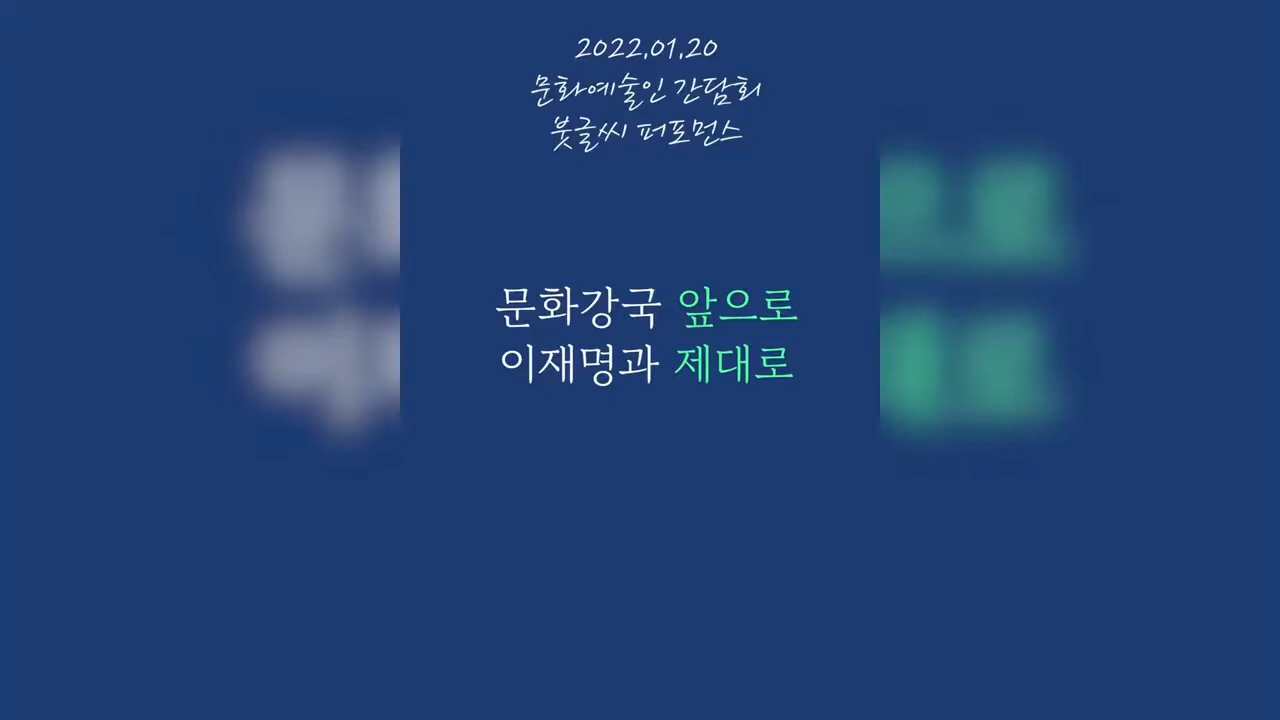 2022.01.20
문화예술인 간담회
붓글씨 퍼포먼스
문화강국 앞으로
이재명과 제대로